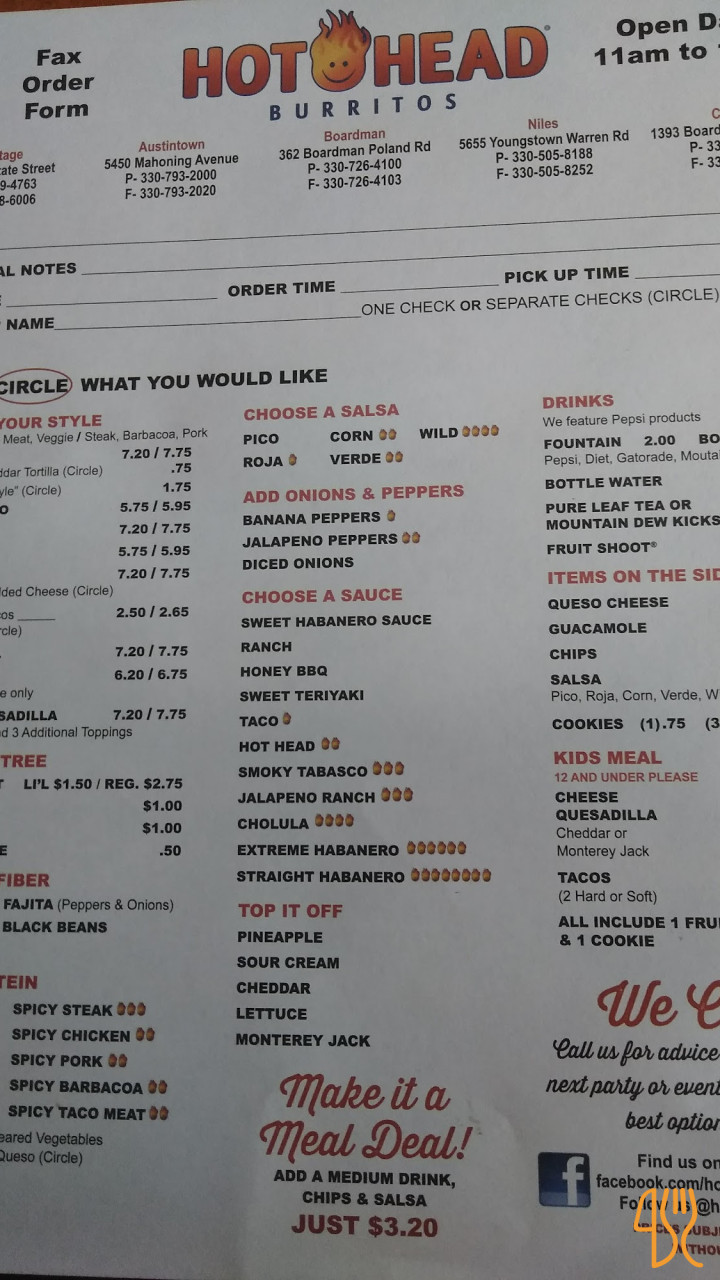 Fax
Order
Form
HOT HEAD
BURRITOS
Open
11am to
Austintown
5450 Mahoning Avenue
P- 330-793-2000
F- 330-793-2020
Boardman
362 Boardman Poland Rd
P- 330-726-4100
F- 330-726-4103
Niles
5655 Youngstown Warren Rd
P- 330-505-8188
F- 330-505-8252
1393
P- 33
F- 33
Street
9-4763
8-6006
NOTES
ORDER TIME
PICK UP TIME
NAME
ONE CHECK OR SEPARATE CHECKS (CIRCLE)
CIRCLE WHAT YOU WOULD LIKE
YOUR STYLE
Meat, Veggie / Steak, Barbacoa, Pork
7.20 / 7.75
Tortilla (Circle) .75
(Circle) 1.75
5.75 / 5.95
7.20 / 7.75
5.75 / 5.95
7.20 / 7.75
Cheese (Circle)
2.50 / 2.65
7.20 / 7.75
6.20 / 6.75
only
7.20 / 7.75
3 Additional Toppings
TREE
LI'L $1.50 / REG. $2.75
$1.00
$1.00
.50
FIBER
FAJITA (Peppers & Onions)
BLACK BEANS
SPICY STEAK
SPICY CHICKEN
SPICY PORK
SPICY BARBACOA
SPICY TACO MEAT
Vegetables
Queso (Circle)
CHOOSE A SALSA
PICO CORN WILD
ROJA VERDE
ADD ONIONS & PEPPERS
BANANA PEPPERS
JALAPENO PEPPERS
DICED ONIONS
CHOOSE A SAUCE
SWEET HABANERO SAUCE
RANCH
HONEY BBQ
SWEET TERIYAKI
TACO
HOT HEAD
SMOKY TABASCO
JALAPENO RANCH
CHOLULA
EXTREME HABANERO
STRAIGHT HABANERO
TOP IT OFF
PINEAPPLE
SOUR CREAM
CHEDDAR
LETTUCE
MONTEREY JACK
Make it a
Meal Deal!
ADD A MEDIUM DRINK,
CHIPS & SALSA
JUST $3.20
DRINKS
We feature Pepsi products
FOUNTAIN 2.00
Pepsi, Diet, Gatorade,
BOTTLE WATER
PURE LEAF TEA OR
MOUNTAIN DEW KICKS
FRUIT SHOOT®
ITEMS ON THE
QUESO CHEESE
GUACAMOLE
CHIPS
SALSA
Pico, Roja, Corn, Verde,
COOKIES (1).75 (3
KIDS MEAL
12 AND UNDER PLEASE
CHEESE
QUESADILLA
Cheddar or
Monterey Jack
TACOS
(2 Hard or Soft)
ALL INCLUDE 1
& 1 COOKIE
We
Call us for advice
next party or event
best
Find us on
facebook.com/